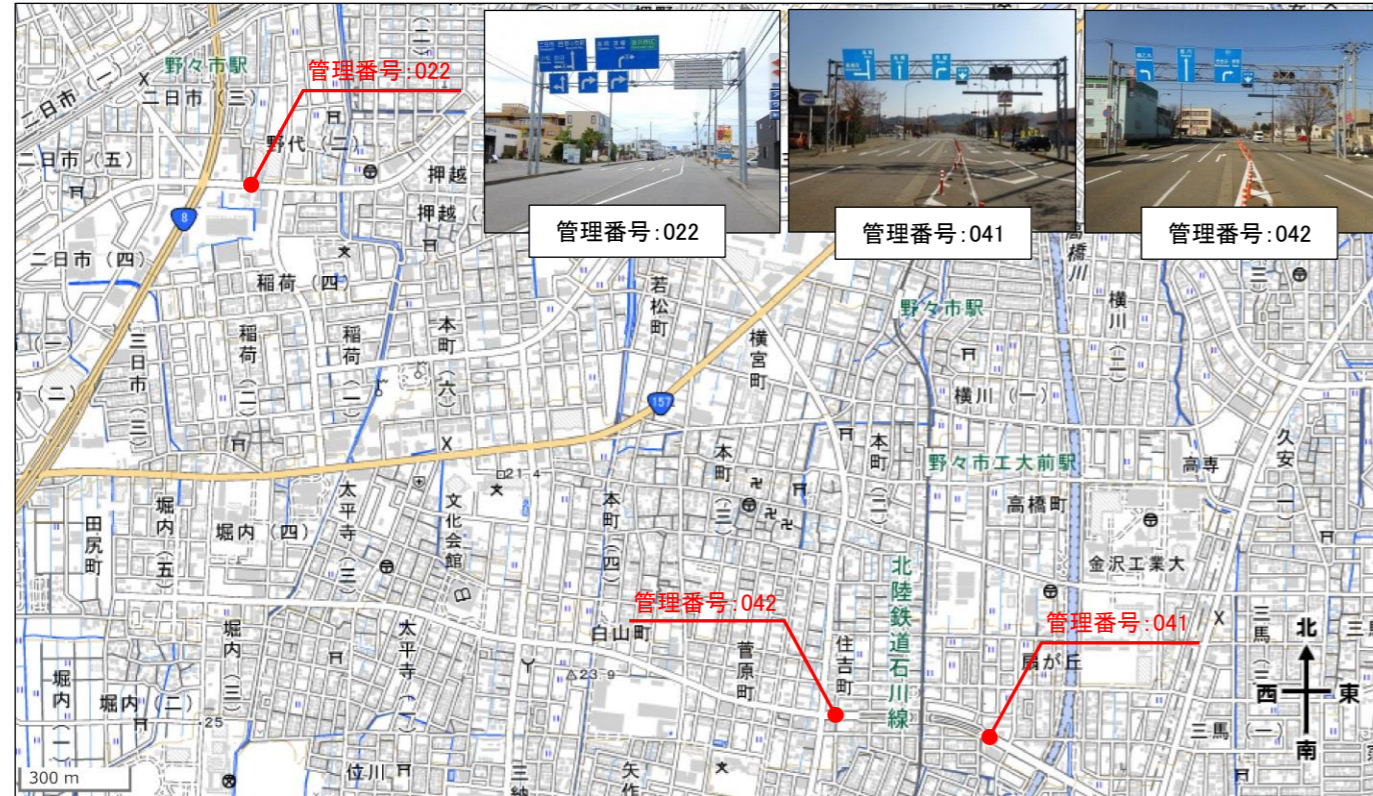 野々市駅
管理番号:022
二日市（一）
二日市（三）
野代（二）
二日市（五）
押越
押越
8
二日市（四）
稲荷（四）
管理番号:022
管理番号:041
管理番号:042
高橋川
若松町
横宮町
野々市駅
横川（二）
三日市（三）
稲荷（二）
稲荷（一）
本町（六）
157
横川（一）
本町（三）
本町（二）
久安（一）
野々市工大前駅
高専
高橋町
21.4
田尻町
堀内（五）
堀内（四）
太平寺（三）
文化会館
本町（四）
北陸鉄道石川線
金沢工業大
管理番号:042
管理番号:041
白山町
菅原町
住吉町
扇が丘
三馬（三）
北
西
東
南
堀内（三）
23.9
堀内（一）
堀内（二）
25
三馬（一）
位川
三納
矢作
300 m